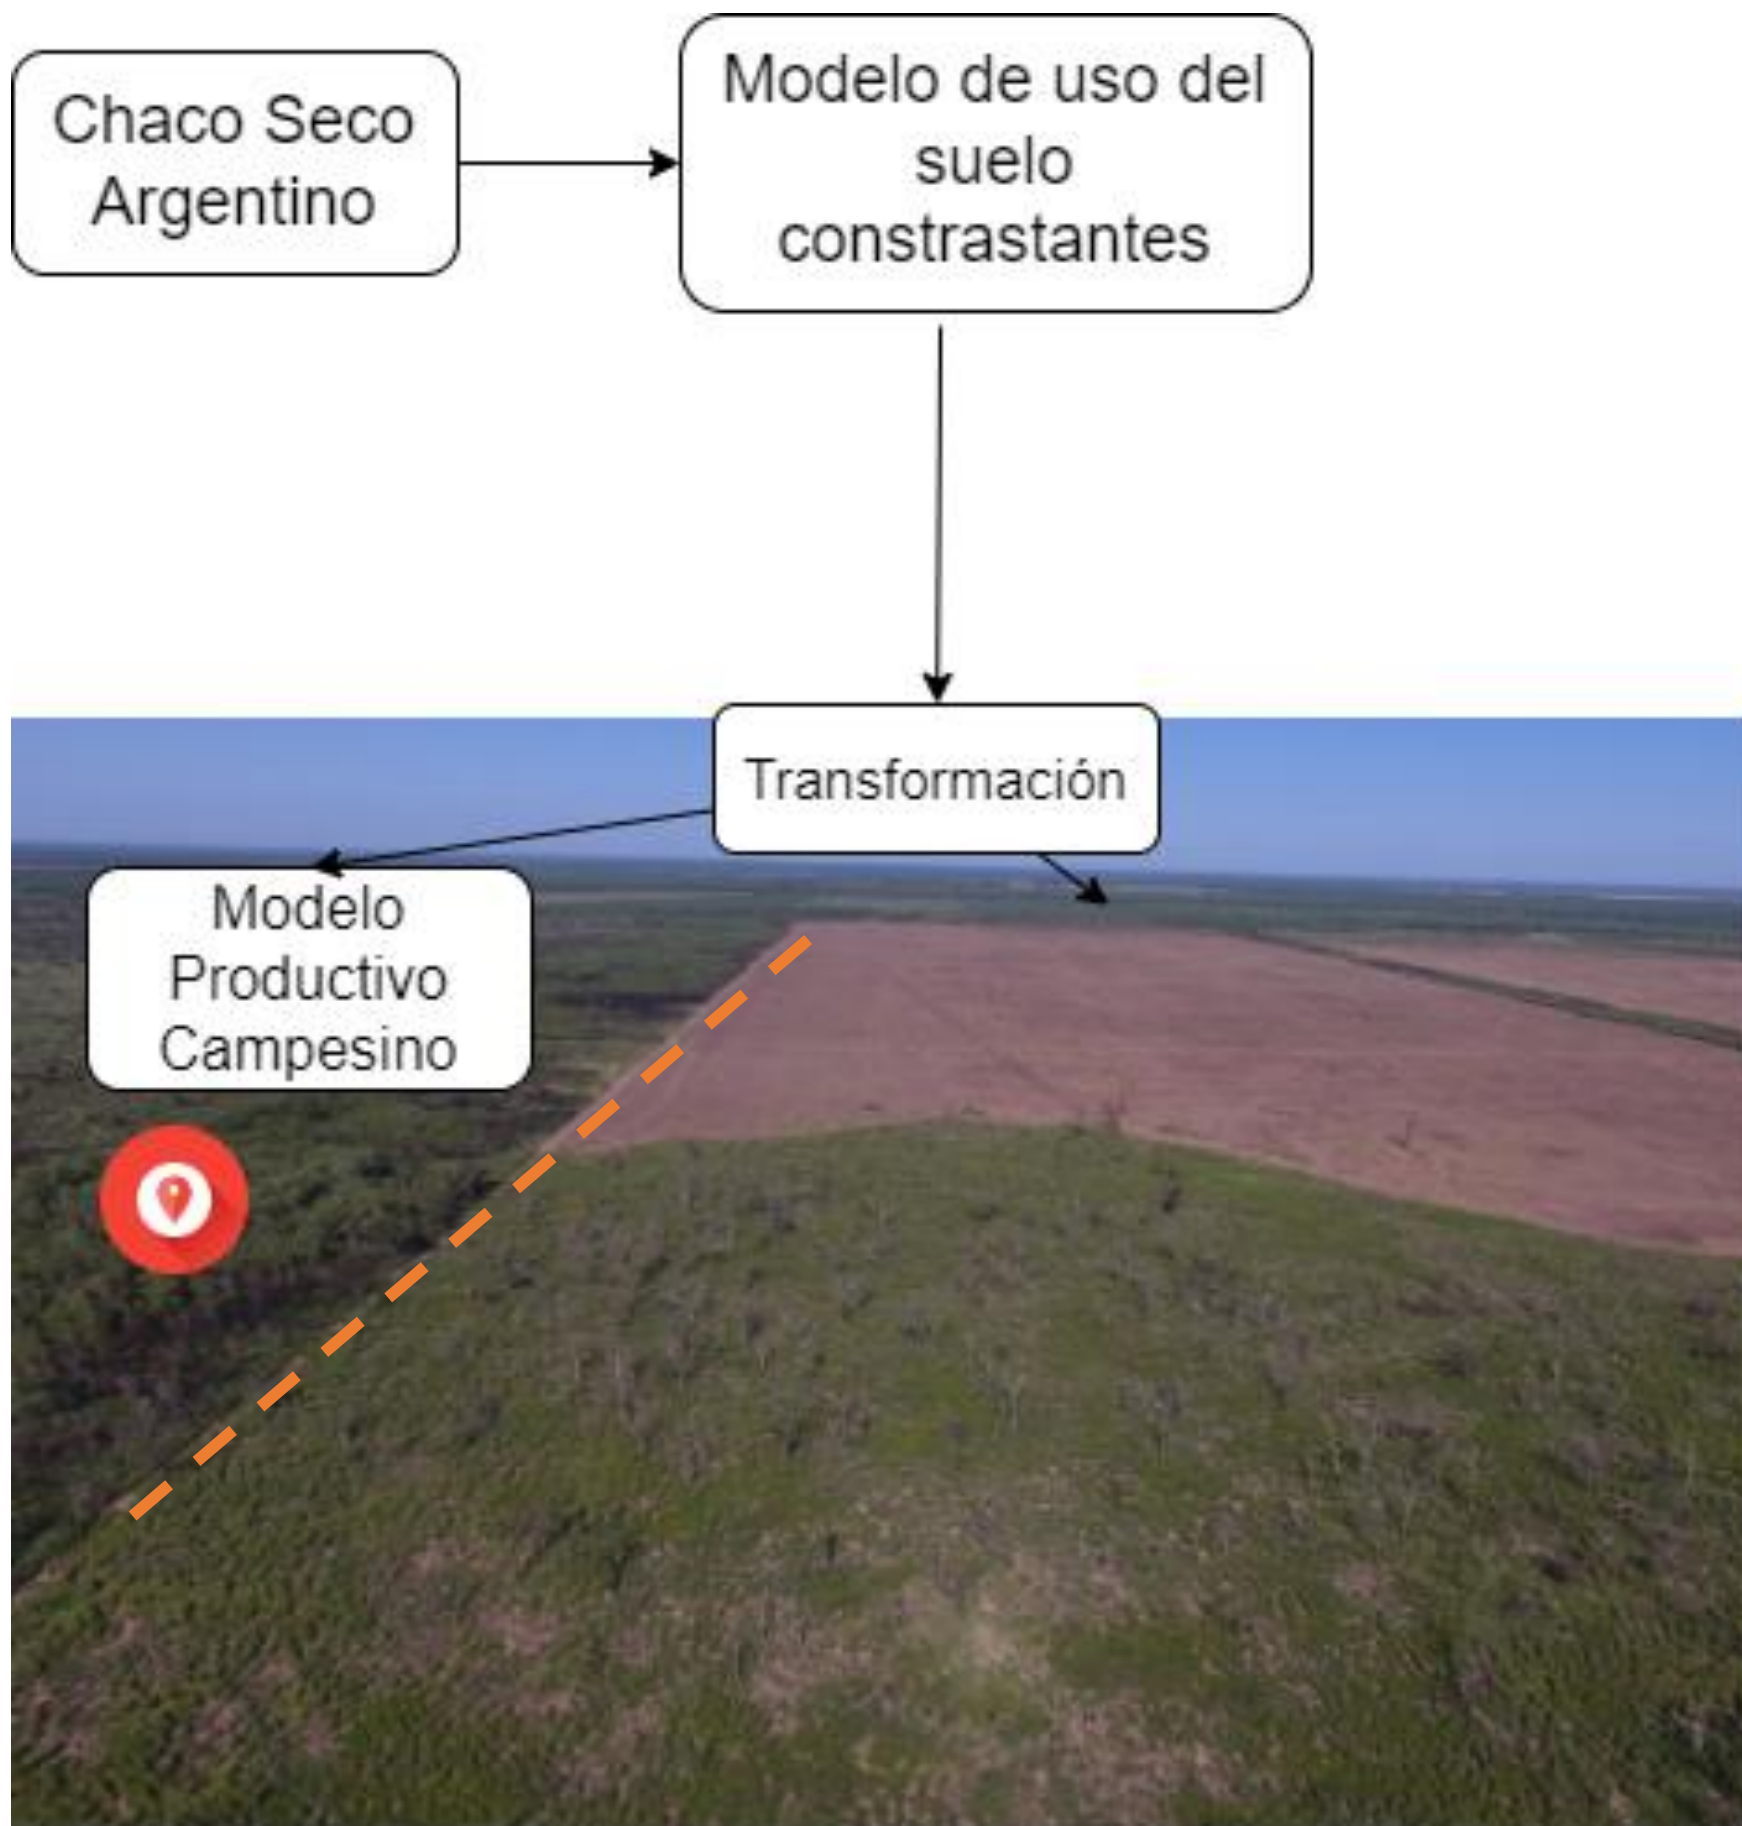 Chaco Seco
Argentino
Modelo de uso del
suelo
constrastantes
Transformación
Modelo
Productivo
Campesino